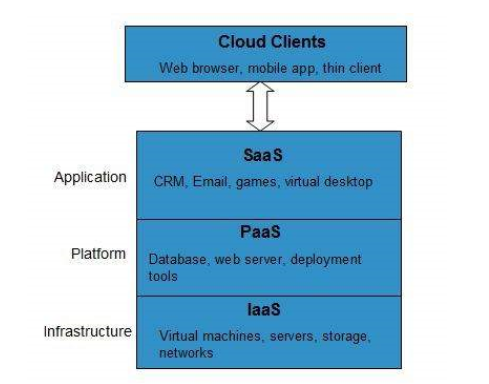 Cloud Clients
Web browser, mobile app, thin client
SaaS
Application
CRM, Email, games, virtual desktop
PaaS
Platform
Database, web server, deployment
tools
IaaS
Infrastructure
Virtual machines, servers, storage,
networks